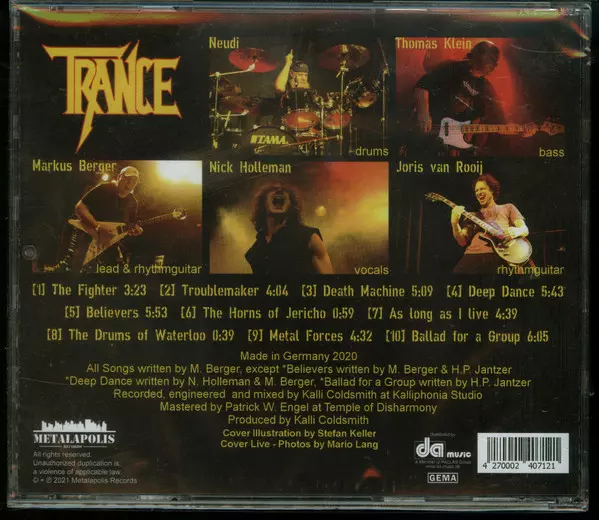 TRANCE
Neudi
drums
Thomas Klein
bass
Markus Berger
lead & rhythmguitar
Nick Holleman
vocals
Joris van Rooij
rhythmguitar
TAMA
[1] The Fighter 3:23 [2] Troublemaker 4:04 [3] Death Machine 5:09 [4] Deep Dance 5:43
[5] Believers 5:53 [6] The Horns of Jericho 0:59 [7] As long as I live 4:39
[8] The Drums of Waterloo 0:39 [9] Metal Forces 4:32 [10] Ballad for a Group 6:05
Made in Germany 2020
All Songs written by M. Berger, except *Believers written by M. Berger & H.P. Jantzer
*Deep Dance written by N. Holleman & M. Berger, *Ballad for a Group written by H.P. Jantzer
Recorded, engineered and mixed by Kalli Coldsmith at Kalliphonia Studio
Mastered by Patrick W. Engel at Temple of Disharmony
Produced by Kalli Coldsmith
Cover Illustration by Stefan Keller
Cover Live - Photos by Mario Lang
METALAPOLIS
RECORDS
All rights reserved.
Unauthorized duplication is
a violation of applicable law.
© + ℗ 2021 Metalapolis Records
Distributed by
da music
GEMA
4 270002 407121